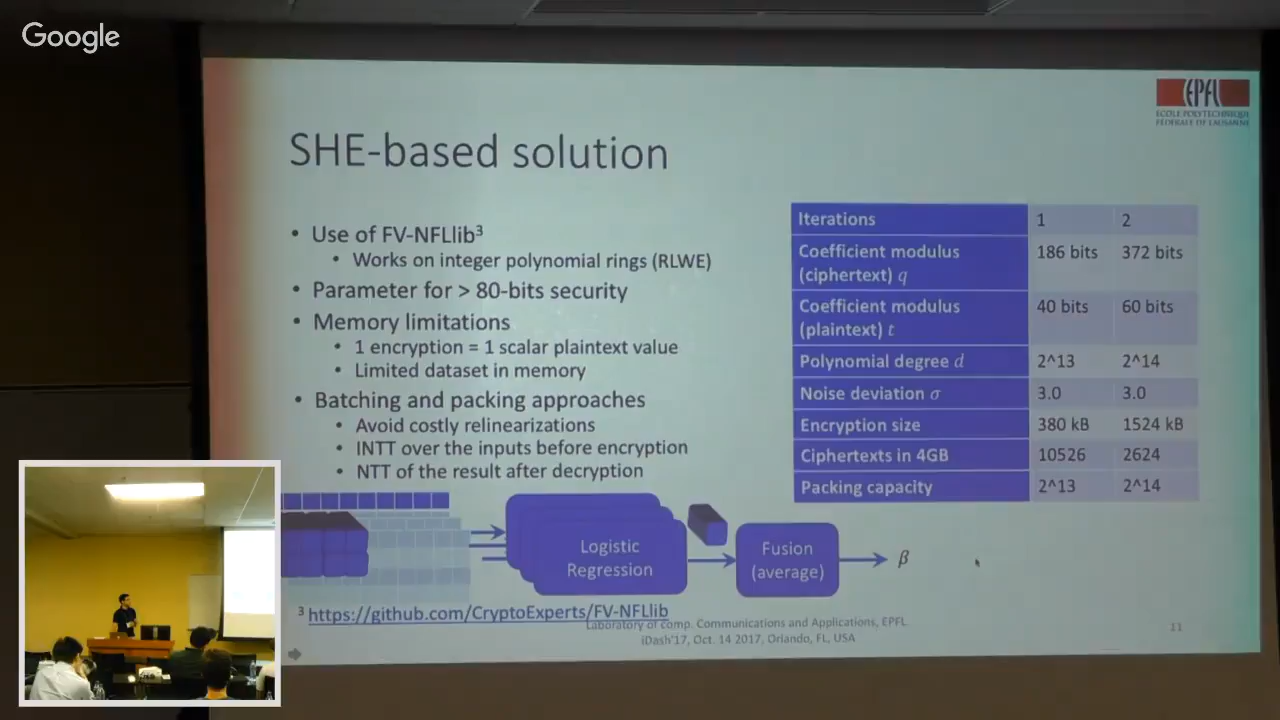 Google
EPFL
ECOLE POLYTECHNIQUE
FEDERALE DE LAUSANNE
SHE-based solution
• Use of FV-NFLlib³
• Works on integer polynomial rings (RLWE)
• Parameter for > 80-bits security
• Memory limitations
• 1 encryption = 1 scalar plaintext value
• Limited dataset in memory
• Batching and packing approaches
• Avoid costly relinearizations
• INTT over the inputs before encryption
• NTT of the result after decryption
Iterations 1 2
Coefficient modulus (ciphertext) q 186 bits 372 bits
Coefficient modulus (plaintext) t 40 bits 60 bits
Polynomial degree d 2^13 2^14
Noise deviation σ 3.0 3.0
Encryption size 380 kB 1524 kB
Ciphertexts in 4GB 10526 2624
Packing capacity 2^13 2^14
Logistic
Regression
Fusion
(average)
β
³ https://github.com/CryptoExperts/FV-NFLlib
Laboratory of comp. Communications and Applications, EPFL
iDash'17, Oct. 14 2017, Orlando, FL, USA
11